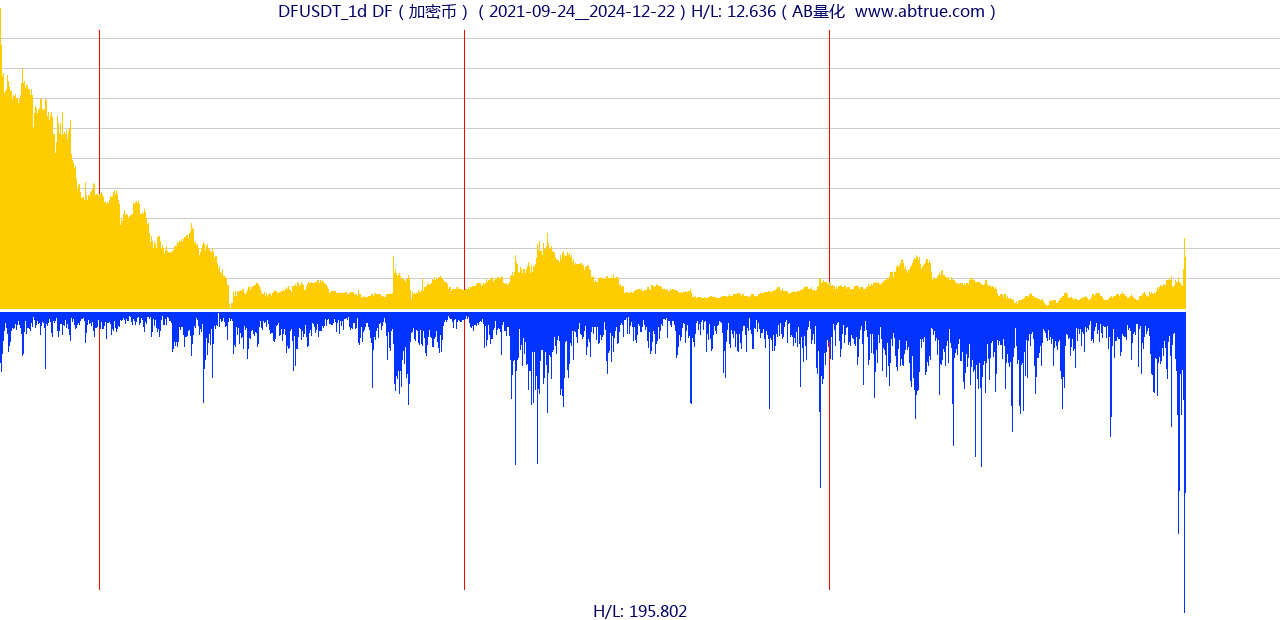 DFUSDT_1d DF ( 加密币 ) ( 2021-09-24__2024-12-22 ) H/L: 12.636 ( AB量化  www.abtrue.com )
H/L: 195.802